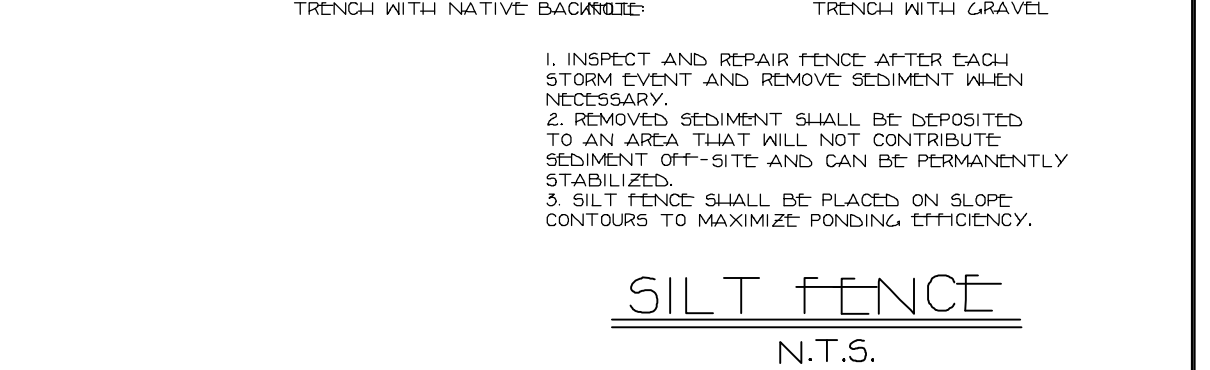 TRENCH WITH NATIVE BACKFILL
NOTE:
TRENCH WITH GRAVEL
1. INSPECT AND REPAIR FENCE AFTER EACH
STORM EVENT AND REMOVE SEDIMENT WHEN
NECESSARY.
2. REMOVED SEDIMENT SHALL BE DEPOSITED
TO AN AREA THAT WILL NOT CONTRIBUTE
SEDIMENT OFF-SITE AND CAN BE PERMANENTLY
STABILIZED.
3. SILT FENCE SHALL BE PLACED ON SLOPE
CONTOURS TO MAXIMIZE PONDING EFFICIENCY.
SILT FENCE
N.T.S.